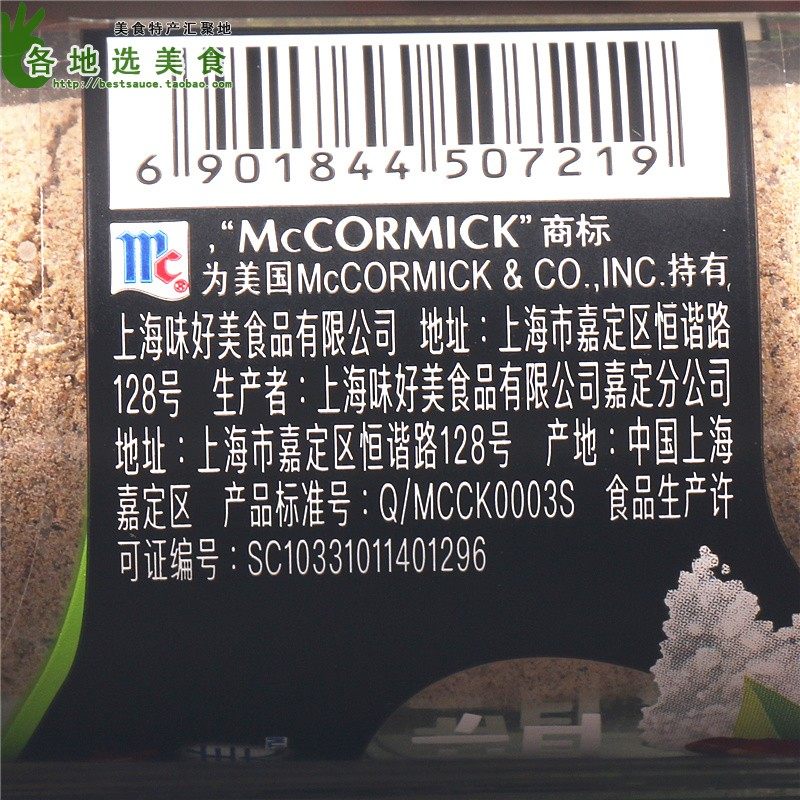 美食特产汇聚地
各地选美食
http://bestsauce.taobao.com
6 901844 507219
mc
,“McCORMICK”商标
为美国McCORMICK & CO.,INC.持有
上海味好美食品有限公司 地址:上海市嘉定区恒谐路
128号 生产者:上海味好美食品有限公司嘉定分公司
地址:上海市嘉定区恒谐路128号 产地:中国上海
嘉定区 产品标准号:Q/MCCK0003S 食品生产许
可证编号:SC10331011401296